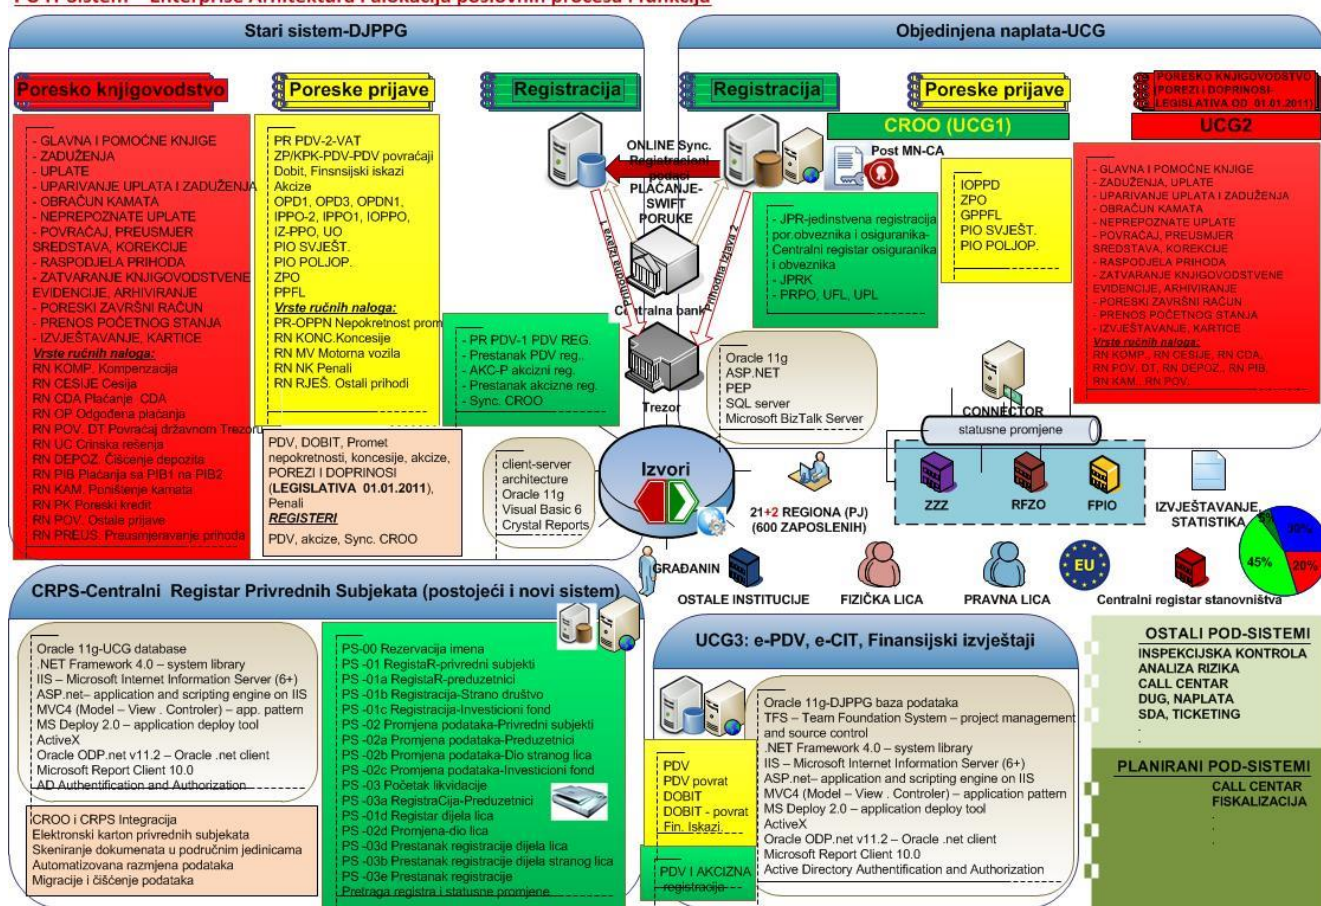 Enterprise Arhitektura i alokacija poslovnih procesa i funkcija
Stari sistem-DJPPG
Objedinjena naplata-UCG
Poresko knjigovodstvo
Poreske prijave
Registracija
Registracija
Poreske prijave
PORESKO KNJIGOVODSTVO
(POREZI I DOPRINOSI-
LEGISLATIVA OD 01.01.2011)
CROO (UCG1)
UCG2
- GLAVNA I POMOĆNE KNJIGE
- ZADUŽENJA
- UPLATE
- UPARIVANJE UPLATA I ZADUŽENJA
- OBRAČUN KAMATA
- NEPREPOZNATE UPLATE
- POVRAĆAJ, PREUSMJER
SREDSTAVA, KOREKCIJE
- RASPODJELA PRIHODA
- ZATVARANJE KNJIGOVODSTVENE
EVIDENCIJE, ARHIVIRANJE
- PORESKI ZAVRŠNI RAČUN
- PRENOS POČETNOG STANJA
- IZVJEŠTAVANJE, KARTICE
Vrste ručnih naloga:
RN KOMP. Kompenzacija
RN CESIJE Cesija
RN CDA Plaćanje CDA
RN OP Odgođena plaćanja
RN POV. DT Povraćaj državnom Trezoru
RN UC Crinska rešenja
RN DEPOZ. Čišcenje depozita
RN PIB Plaćanja sa PIB1 na PIB2
RN KAM. Poništenje kamata
RN PK Poreski kredit
RN POV. Ostale prijave
RN PREUS. Preusmjeravanje prihoda
PR PDV-2-VAT
ZP/KPK-PDV-PDV povraćaji
Dobit, Finsnsijski iskazi
Akcize
OPD1, OPD3, OPDN1,
IPPO-2, IPPO1, IOPPO,
IZ-PPO, UO
PIO SVJEŠT.
PIO POLJOP.
ZPO
PPFL
Vrste ručnih naloga:
PR-OPPN Nepokretnost prom
RN KONC.Koncesije
RN MV Motorna vozila
RN NK Penali
RN RJEŠ. Ostali prihodi
PDV, DOBIT, Promet
nepokretnosti, koncesije, akcize,
POREZI I DOPRINOSI
(LEGISLATIVA 01.01.2011),
Penali
REGISTERI
PDV, akcize, Sync. CROO
- PR PDV-1 PDV REG.
- Prestanak PDV reg..
- AKC-P akcizni reg.
- Prestanak akcizne reg.
- Sync. CROO
client-server
architecture
Oracle 11g
Visual Basic 6
Crystal Reports
ONLINE Sync.
Registracioni
podaci
PLAĆANJE-
SWIFT
PORUKE
Prihodna izjava 1
Prihodna izjava 2
Centralna bank
Trezor
Izvori
Post MN-CA
- JPR-jedinstvena registracija
por.obveznika i osiguranika-
Centralni registar osiguranika
i obveznika
- JPRK
- PRPO, UFL, UPL
IOPPD
ZPO
GPPFL
PIO SVJEŠT.
PIO POLJOP.
- GLAVNA I POMOĆNE KNJIGE
- ZADUŽENJA, UPLATE
- UPARIVANJE UPLATA I ZADUŽENJA
- OBRAČUN KAMATA
- NEPREPOZNATE UPLATE
- POVRAĆAJ, PREUSMJER
SREDSTAVA, KOREKCIJE
- RASPODJELA PRIHODA
- ZATVARANJE KNJIGOVODSTVENE
EVIDENCIJE, ARHIVIRANJE
- PORESKI ZAVRŠNI RAČUN
- PRENOS POČETNOG STANJA
- IZVJEŠTAVANJE, KARTICE
Vrste ručnih naloga:
RN KOMP., RN CESIJE, RN CDA,
RN POV. DT, RN DEPOZ., RN PIB,
RN KAM., RN POV.
Oracle 11g
ASP.NET
PEP
SQL server
Microsoft BizTalk Server
CONNECTOR
statusne promjene
ZZZ
RFZO
FPIO
21+2 REGIONA (PJ)
(600 ZAPOSLENIH)
IZVJEŠTAVANJE,
STATISTIKA
5%
30%
45%
20%
GRAĐANIN
OSTALE INSTITUCIJE
FIZIČKA LICA
PRAVNA LICA
EU
Centralni registar stanovništva
CRPS-Centralni Registar Privrednih Subjekata (postojeći i novi sistem)
Oracle 11g-UCG database
.NET Framework 4.0 – system library
IIS – Microsoft Internet Information Server (6+)
ASP.net– application and scripting engine on IIS
MVC4 (Model – View . Controler) – app. pattern
MS Deploy 2.0 – application deploy tool
ActiveX
Oracle ODP.net v11.2 – Oracle .net client
Microsoft Report Client 10.0
AD Authentification and Authorization
CROO i CRPS Integracija
Elektronski karton privrednih subjekata
Skeniranje dokumenata u područnim jedinicama
Automatizovana razmjena podataka
Migracije i čišćenje podataka
PS-00 Rezervacija imena
PS -01 RegistaR-privredni subjekti
PS -01a RegistaR-preduzetnici
PS -01b Registracija-Strano društvo
PS -01c Registracija-Investicioni fond
PS -02 Promjena podataka-Privredni subjekti
PS -02a Promjena podataka-Preduzetnici
PS -02b Promjena podataka-Dio stranog lica
PS -02c Promjena podataka-Investicioni fond
PS -03 Početak likvidacije
PS -03a RegistraCija-Preduzetnici
PS -01d Registar dijela lica
PS -02d Promjena-dio lica
PS -03d Prestanak registracije dijela lica
PS -03b Prestanak registracije dijela stranog lica
PS -03e Prestanak registracije
Pretraga registra i statusne promjene
UCG3: e-PDV, e-CIT, Finansijski izvještaji
PDV
PDV povrat
DOBIT
DOBIT - povrat
Fin. Iskazi.
PDV I AKCIZNA
registracija
Oracle 11g-DJPPG baza podataka
TFS – Team Foundation System – project management
and source control
.NET Framework 4.0 – system library
IIS – Microsoft Internet Information Server (6+)
ASP.net– application and scripting engine on IIS
MVC4 (Model – View . Controler) – application pattern
MS Deploy 2.0 – application deploy tool
ActiveX
Oracle ODP.net v11.2 – Oracle .net client
Microsoft Report Client 10.0
Active Directory Authentification and Authorization
OSTALI POD-SISTEMI
INSPEKCIJSKA KONTROLA
ANALIZA RIZIKA
CALL CENTAR
DUG, NAPLATA
SDA, TICKETING
.
.
PLANIRANI POD-SISTEMI
CALL CENTAR
FISKALIZACIJA
.
.
.